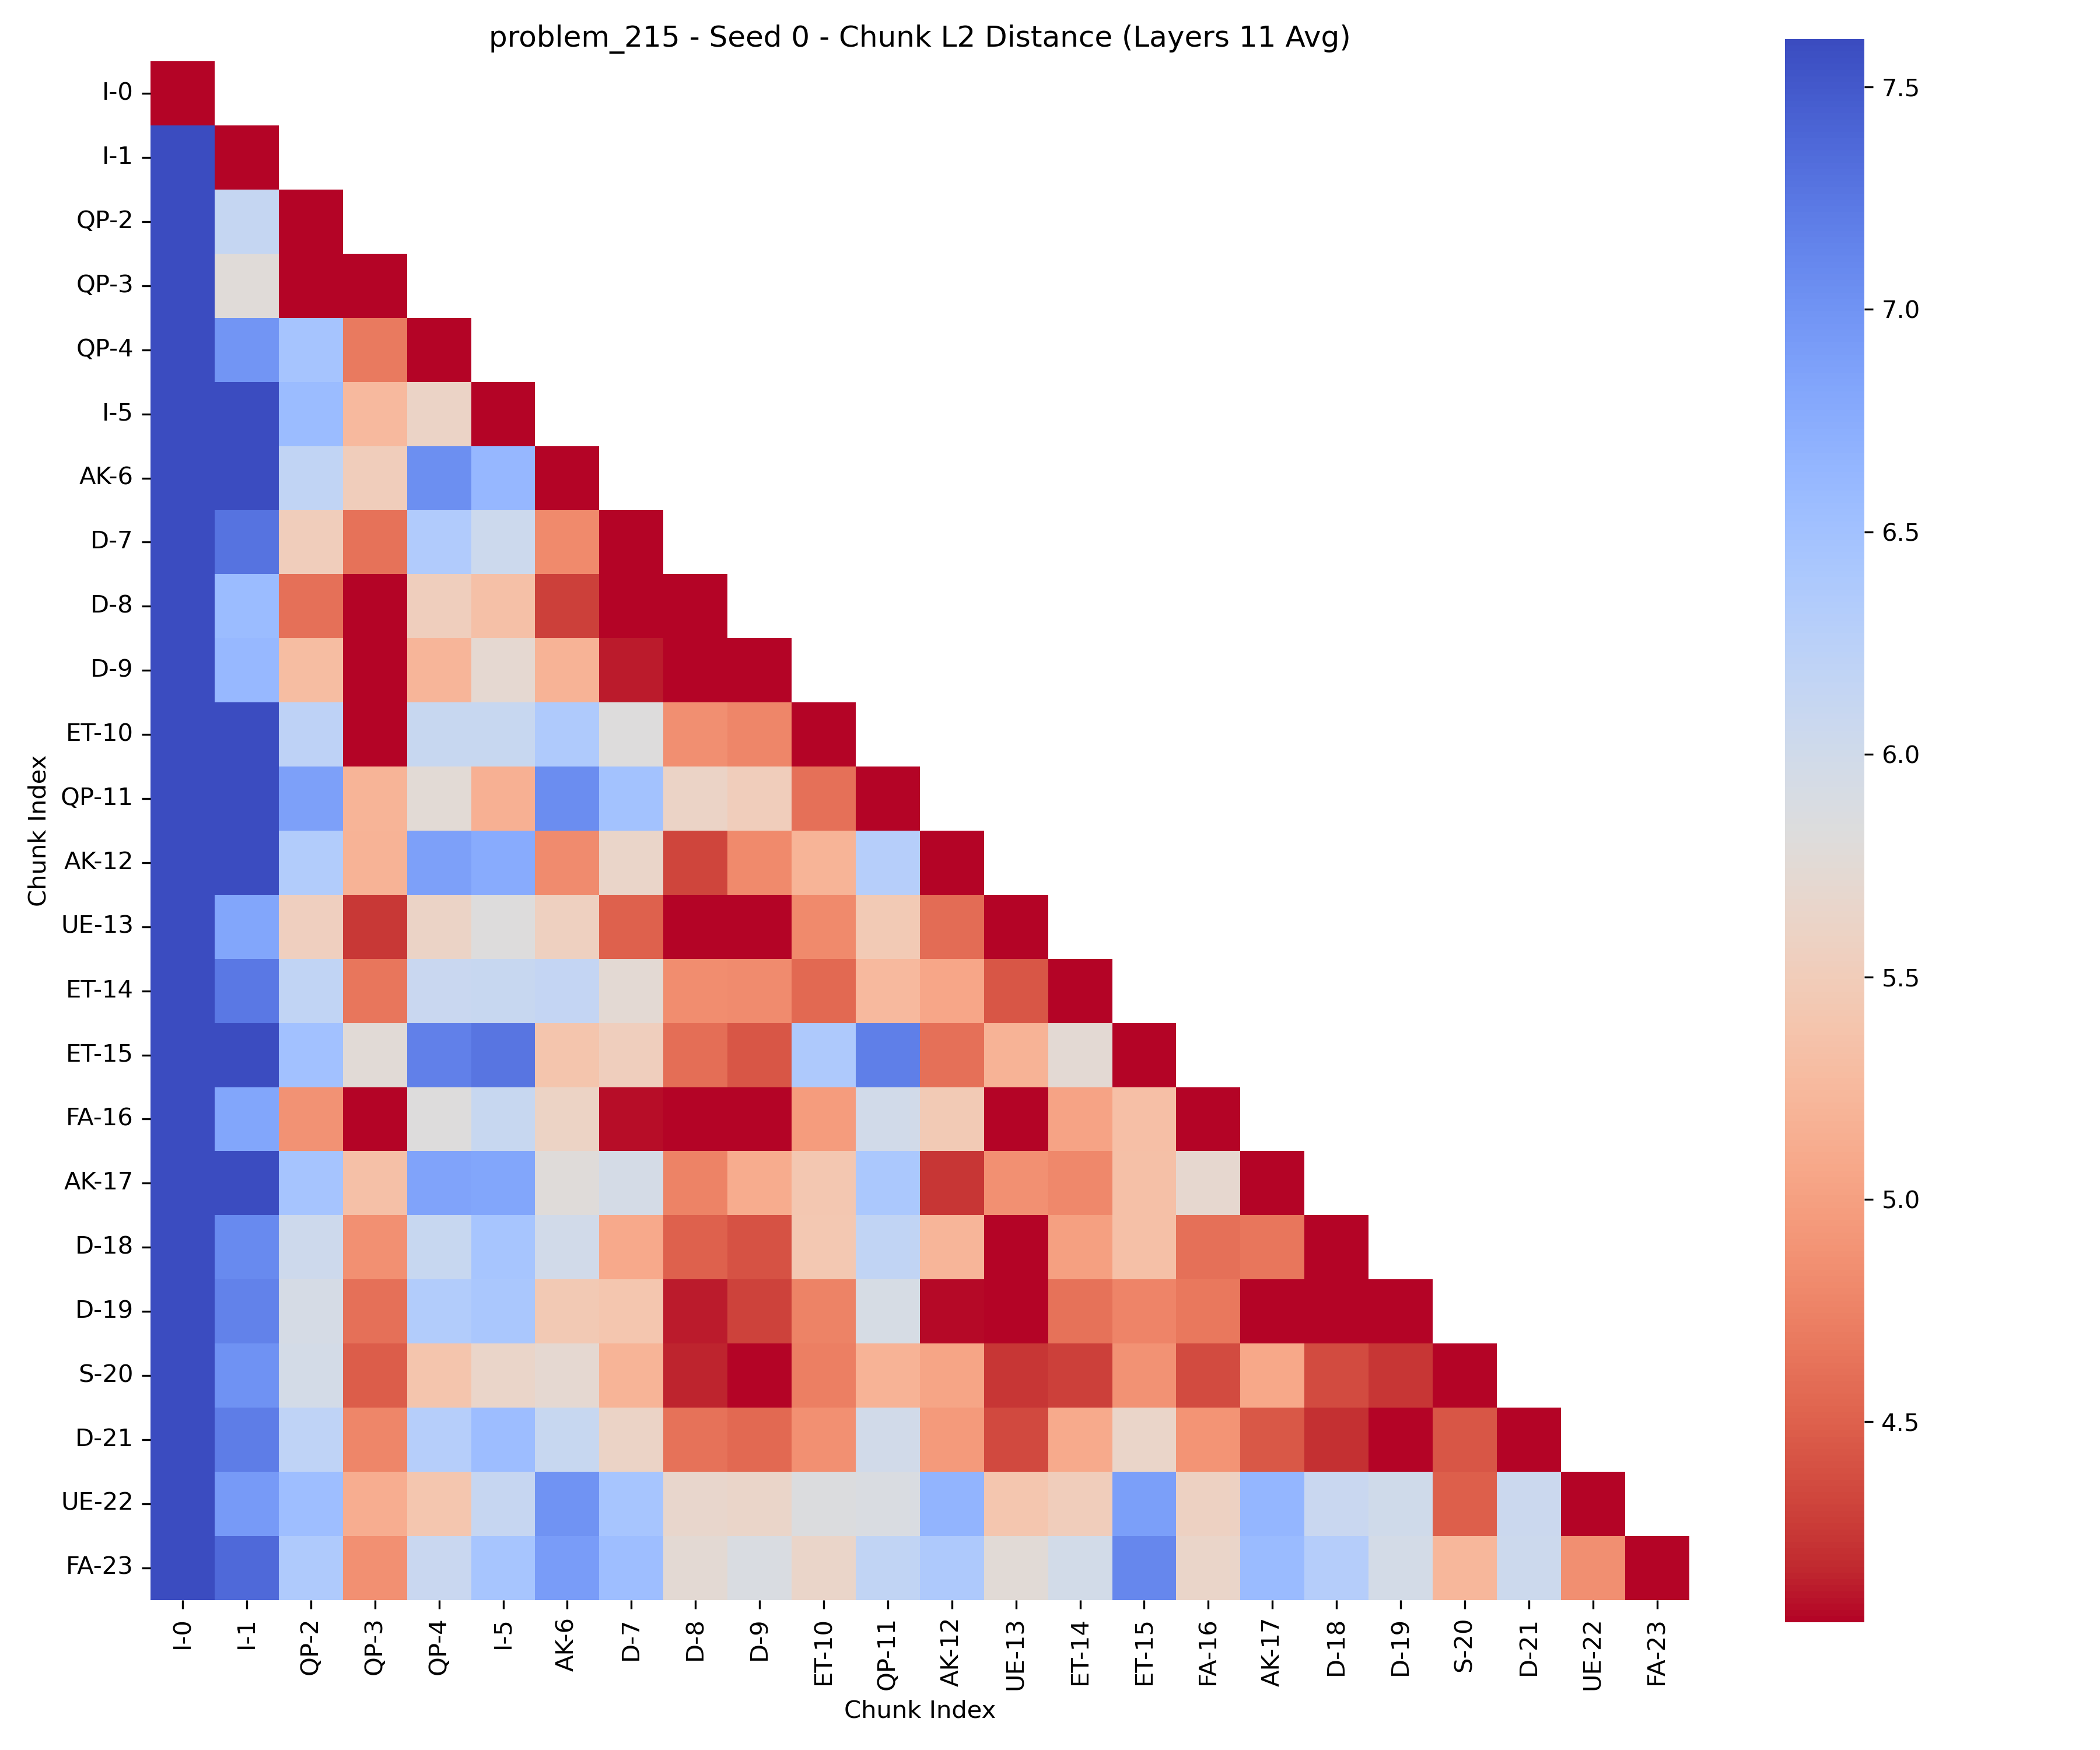 problem_215 - Seed 0 - Chunk L2 Distance (Layers 11 Avg)
Chunk Index
I-0
I-1
QP-2
QP-3
QP-4
I-5
AK-6
D-7
D-8
D-9
ET-10
QP-11
AK-12
UE-13
ET-14
ET-15
FA-16
AK-17
D-18
D-19
S-20
D-21
UE-22
FA-23
I-0
I-1
QP-2
QP-3
QP-4
I-5
AK-6
D-7
D-8
D-9
ET-10
QP-11
AK-12
UE-13
ET-14
ET-15
FA-16
AK-17
D-18
D-19
S-20
D-21
UE-22
FA-23
Chunk Index
7.5
7.0
6.5
6.0
5.5
5.0
4.5